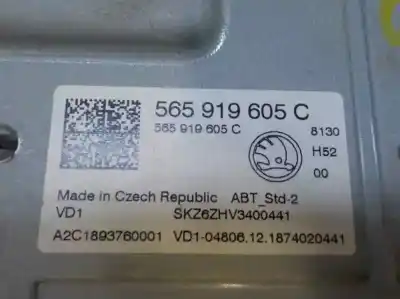 565 919 605 C
565 919 605 C
8130
H52
00
Made in Czech Republic ABT_Std-2
VD1 SKZ6ZHV3400441
A2C1893760001 VD1-04806.12.1874020441